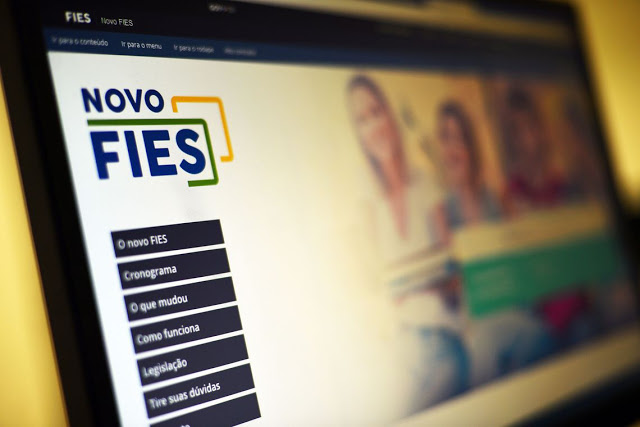 FIES Novo FIES
Ir para o conteúdo Ir para o menu Ir para o rodapé
NOVO
FIES
O novo FIES
Cronograma
O que mudou
Como funciona
Legislação
Tire suas dúvidas